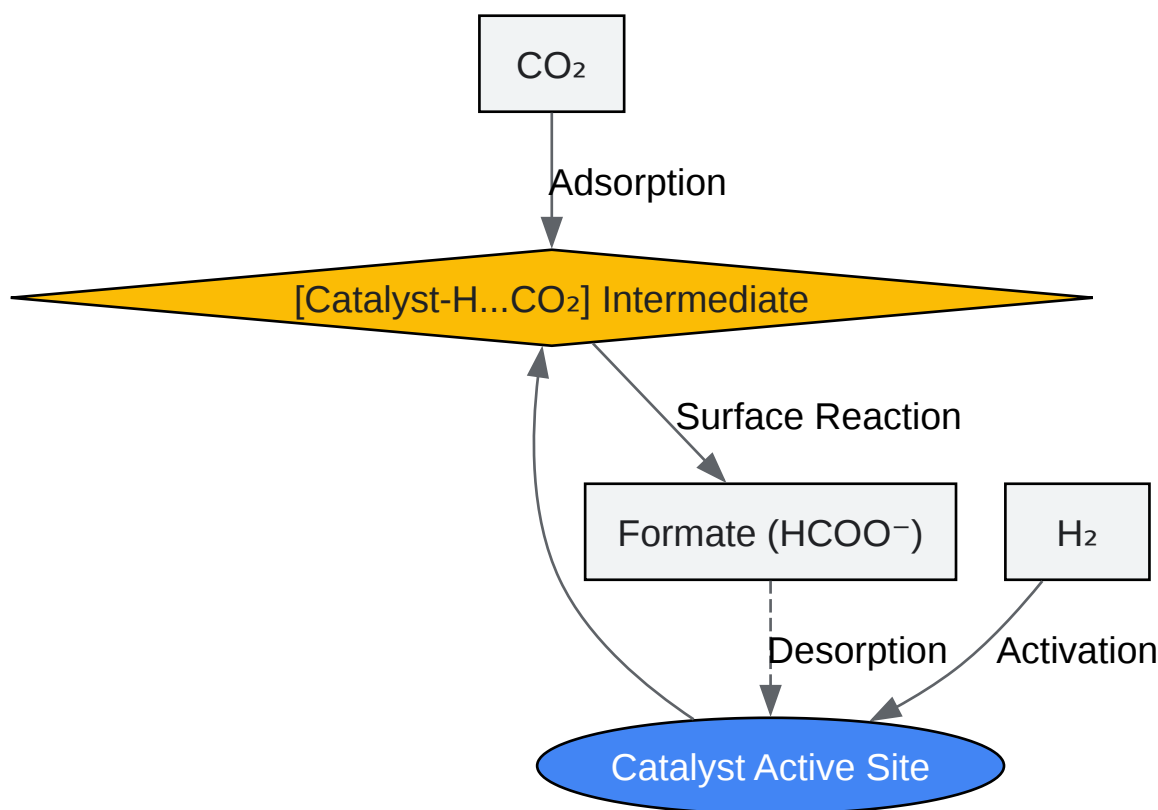 CO₂
Adsorption
[Catalyst-H...CO₂] Intermediate
Surface Reaction
Formate (HCOO⁻)
H₂
Desorption
Activation
Catalyst Active Site